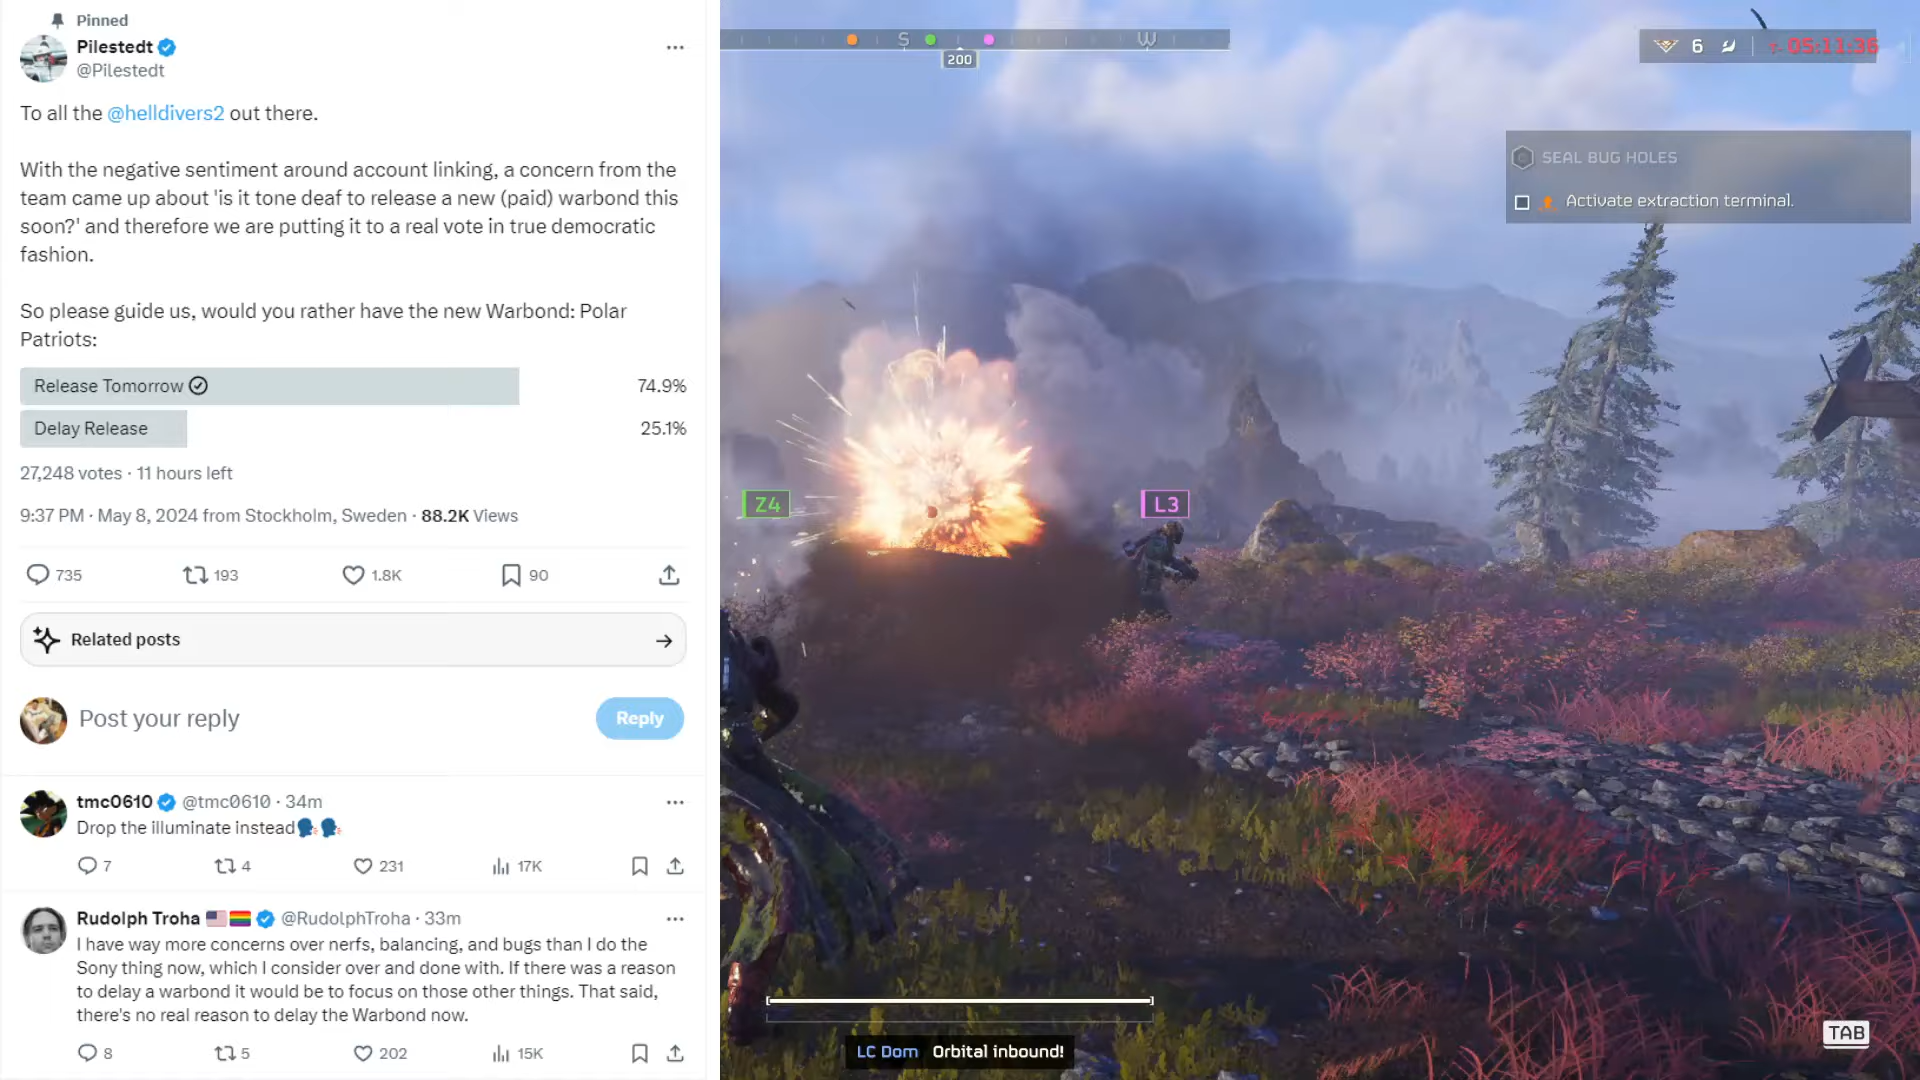 Pinned
Pilestedt
@Pilestedt
To all the @helldivers2 out there.
With the negative sentiment around account linking, a concern from the
team came up about 'is it tone deaf to release a new (paid) warbond this
soon?' and therefore we are putting it to a real vote in true democratic
fashion.
So please guide us, would you rather have the new Warbond: Polar
Patriots:
Release Tomorrow 74.9%
Delay Release 25.1%
27,248 votes · 11 hours left
9:37 PM · May 8, 2024 from Stockholm, Sweden · 88.2K Views
735 193 1.8K 90
Related posts
Post your reply Reply
tmc0610 @tmc0610 · 34m
Drop the illuminate instead
7 4 231 17K
Rudolph Troha @RudolphTroha · 33m
I have way more concerns over nerfs, balancing, and bugs than I do the
Sony thing now, which I consider over and done with. If there was a reason
to delay a warbond it would be to focus on those other things. That said,
there's no real reason to delay the Warbond now.
8 5 202 15K
S W
200
6 T- 05:11:36
SEAL BUG HOLES
Activate extraction terminal.
Z4
L3
LC Dom Orbital inbound!
TAB